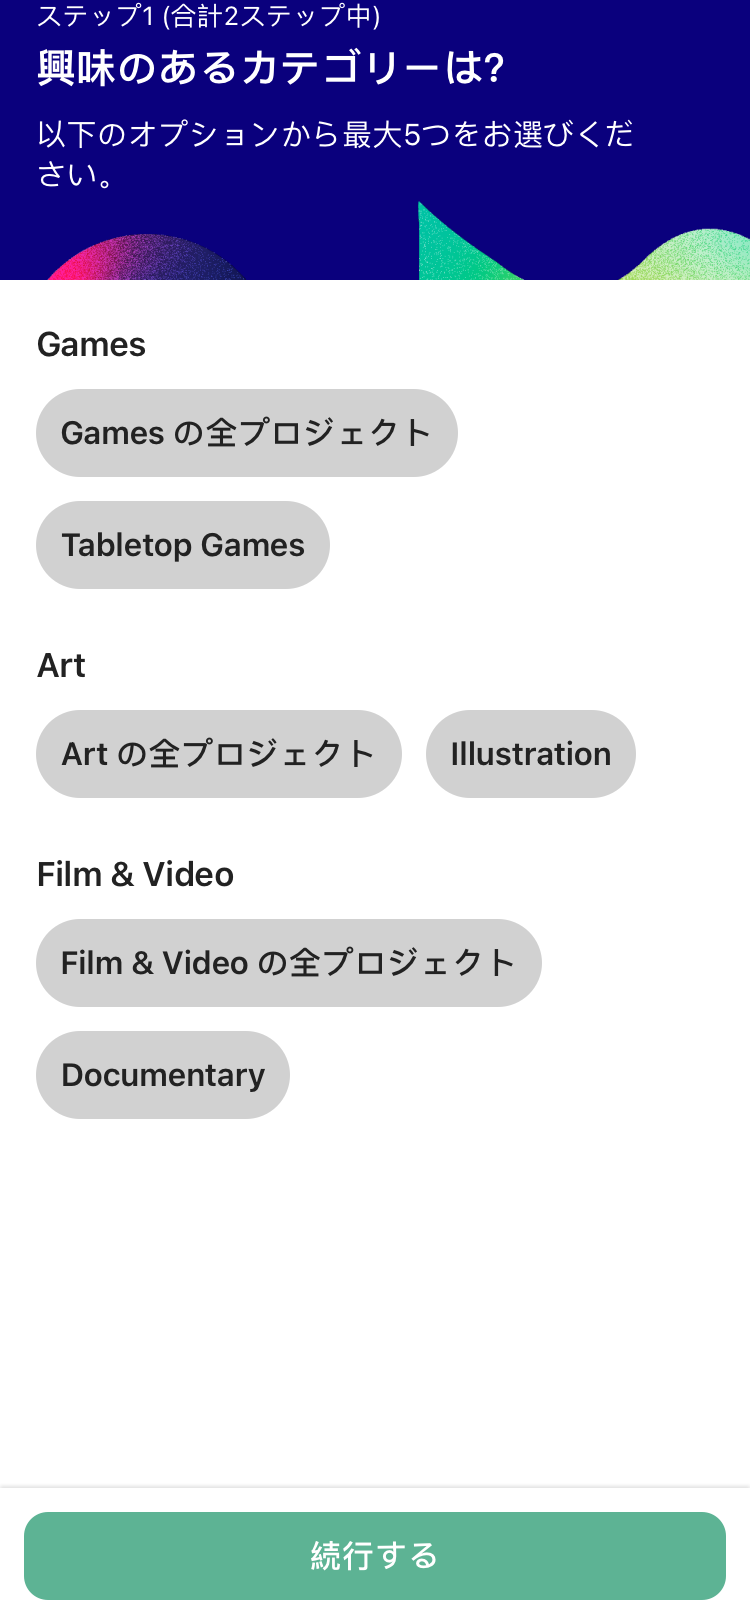 ステップ1 (合計2ステップ中)
興味のあるカテゴリーは?
以下のオプションから最大5つをお選びくだ
さい。
Games
Games の全プロジェクト
Tabletop Games
Art
Art の全プロジェクト
Illustration
Film & Video
Film & Video の全プロジェクト
Documentary
続行する